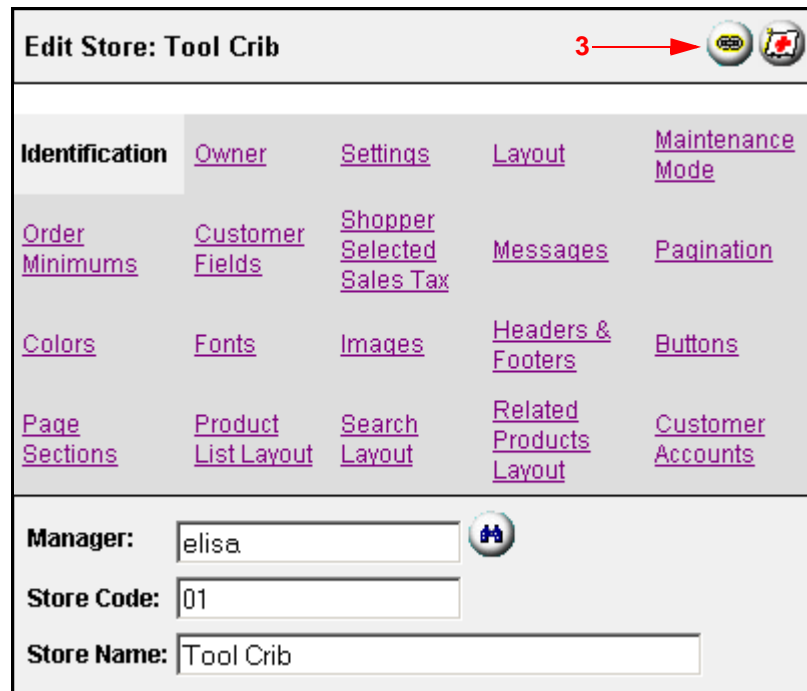 Edit Store: Tool Crib
3
Identification
Owner
Settings
Layout
Maintenance
Mode
Order
Minimums
Customer
Fields
Shopper
Selected
Sales Tax
Messages
Pagination
Colors
Fonts
Images
Headers &
Footers
Buttons
Page
Sections
Product
List Layout
Search
Layout
Related
Products
Layout
Customer
Accounts
Manager: elisa
Store Code: 01
Store Name: Tool Crib